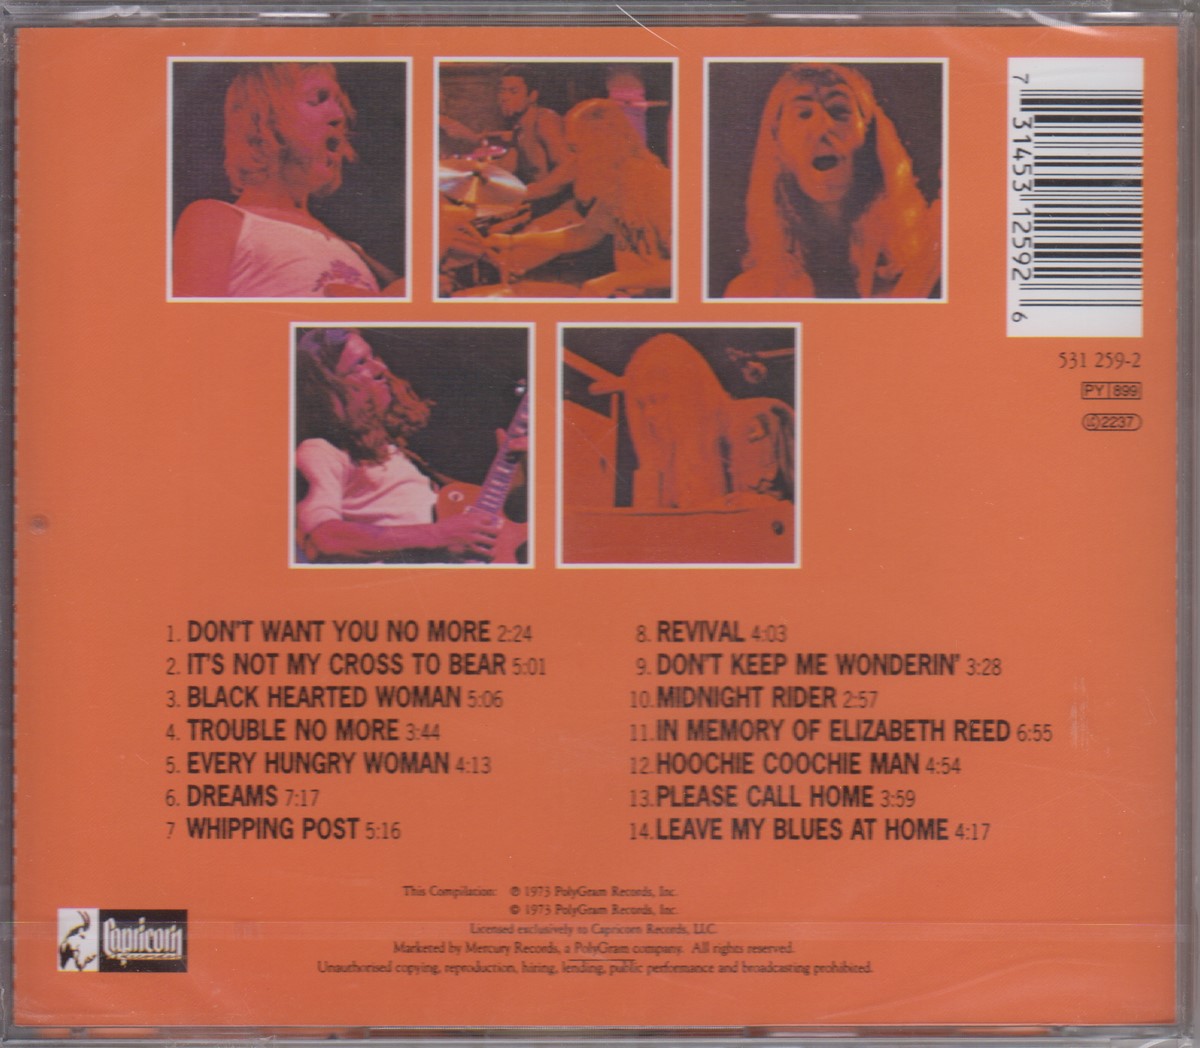 7 31453 12592 6
531 259-2
PY 899
2237
1. DON'T WANT YOU NO MORE 2:24
2. IT'S NOT MY CROSS TO BEAR 5:01
3. BLACK HEARTED WOMAN 5:06
4. TROUBLE NO MORE 3:44
5. EVERY HUNGRY WOMAN 4:13
6. DREAMS 7:17
7 WHIPPING POST 5:16
8. REVIVAL 4:03
9. DON'T KEEP ME WONDERIN' 3:28
10. MIDNIGHT RIDER 2:57
11. IN MEMORY OF ELIZABETH REED 6:55
12. HOOCHIE COOCHIE MAN 4:54
13. PLEASE CALL HOME 3:59
14. LEAVE MY BLUES AT HOME 4:17
This Compilation: ℗ 1973 PolyGram Records, Inc.
© 1973 PolyGram Records, Inc.
Licensed exclusively to Capricorn Records, LLC.
Marketed by Mercury Records, a PolyGram company. All rights reserved.
Unauthorised copying, reproduction, hiring, lending, public performance and broadcasting prohibited.
Capricorn